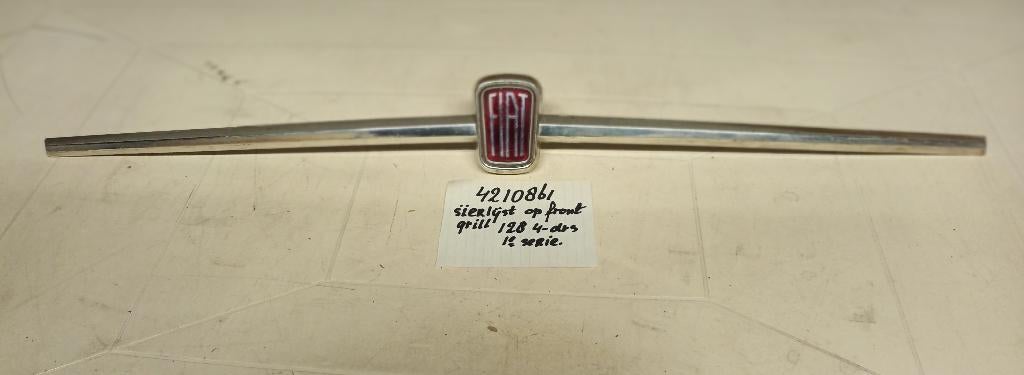 FIAT
4210861
sierlijst op front
grill 128 4-drs
1e serie.